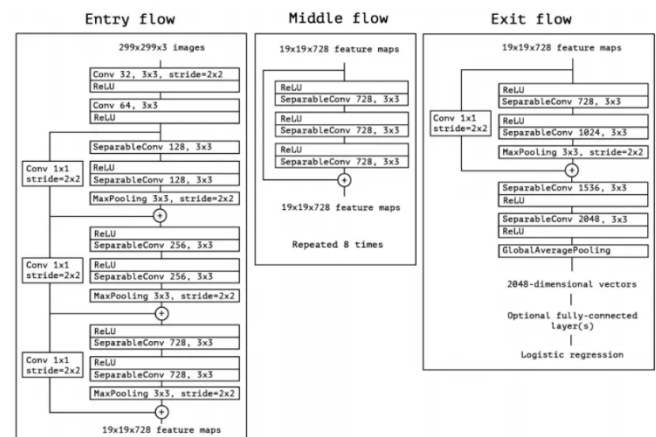 Entry flow
299x299x3 images
Conv 32, 3x3, stride=2x2
ReLU
Conv 64, 3x3
ReLU
SeparableConv 128, 3x3
Conv 1x1
stride=2x2
ReLU
SeparableConv 128, 3x3
MaxPooling 3x3, stride=2x2
+
ReLU
SeparableConv 256, 3x3
Conv 1x1
stride=2x2
ReLU
SeparableConv 256, 3x3
MaxPooling 3x3, stride=2x2
+
ReLU
SeparableConv 728, 3x3
Conv 1x1
stride=2x2
ReLU
SeparableConv 728, 3x3
MaxPooling 3x3, stride=2x2
+
19x19x728 feature maps
Middle flow
19x19x728 feature maps
ReLU
SeparableConv 728, 3x3
ReLU
SeparableConv 728, 3x3
ReLU
SeparableConv 728, 3x3
+
19x19x728 feature maps
Repeated 8 times
Exit flow
19x19x728 feature maps
ReLU
SeparableConv 728, 3x3
Conv 1x1
stride=2x2
ReLU
SeparableConv 1024, 3x3
MaxPooling 3x3, stride=2x2
+
SeparableConv 1536, 3x3
ReLU
SeparableConv 2048, 3x3
ReLU
GlobalAveragePooling
2048-dimensional vectors
Optional fully-connected
layer(s)
Logistic regression